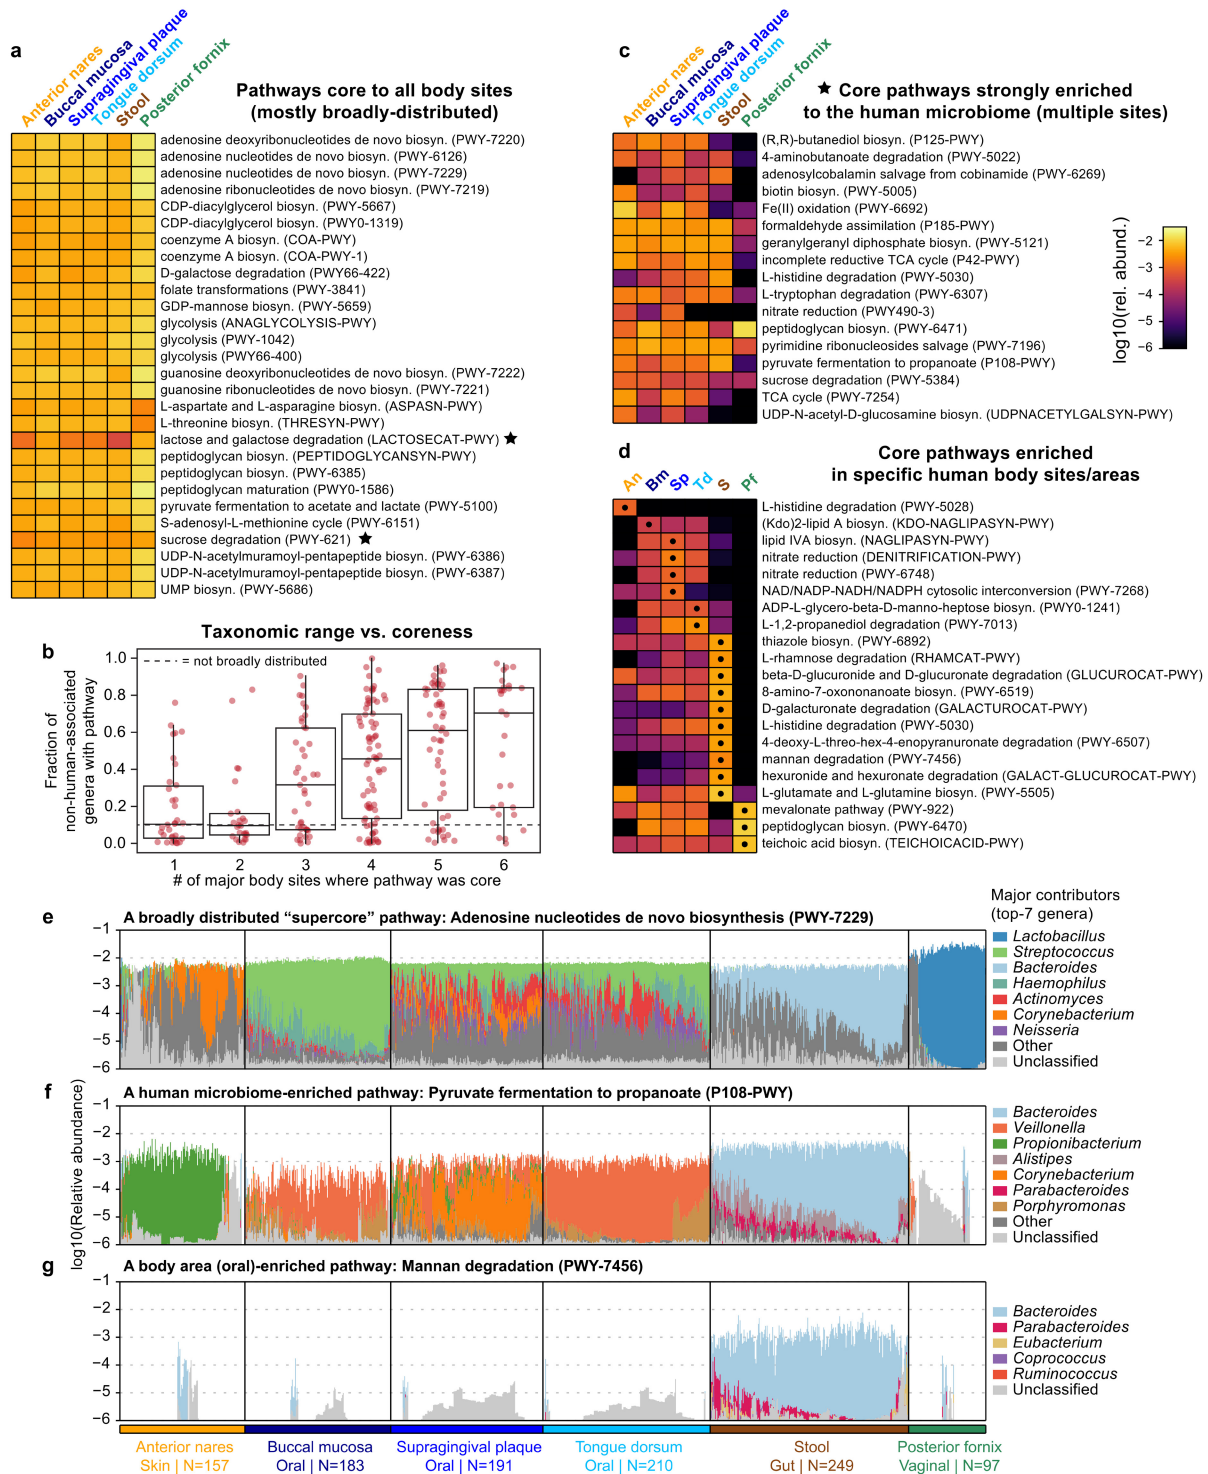 a
Anterior nares
Buccal mucosa
Supragingival plaque
Tongue dorsum
Stool
Posterior fornix
Pathways core to all body sites
(mostly broadly-distributed)
adenosine deoxyribonucleotides de novo biosyn. (PWY-7220)
adenosine nucleotides de novo biosyn. (PWY-6126)
adenosine nucleotides de novo biosyn. (PWY-7229)
adenosine ribonucleotides de novo biosyn. (PWY-7219)
CDP-diacylglycerol biosyn. (PWY-5667)
CDP-diacylglycerol biosyn. (PWY0-1319)
coenzyme A biosyn. (COA-PWY)
coenzyme A biosyn. (COA-PWY-1)
D-galactose degradation (PWY66-422)
folate transformations (PWY-3841)
GDP-mannose biosyn. (PWY-5659)
glycolysis (ANAGLYCOLYSIS-PWY)
glycolysis (PWY-1042)
glycolysis (PWY66-400)
guanosine deoxyribonucleotides de novo biosyn. (PWY-7222)
guanosine ribonucleotides de novo biosyn. (PWY-7221)
L-aspartate and L-asparagine biosyn. (ASPASN-PWY)
L-threonine biosyn. (THRESYN-PWY)
lactose and galactose degradation (LACTOSECAT-PWY) ★
peptidoglycan biosyn. (PEPTIDOGLYCANSYN-PWY)
peptidoglycan biosyn. (PWY-6385)
peptidoglycan maturation (PWY0-1586)
pyruvate fermentation to acetate and lactate (PWY-5100)
S-adenosyl-L-methionine cycle (PWY-6151)
sucrose degradation (PWY-621) ★
UDP-N-acetylmuramoyl-pentapeptide biosyn. (PWY-6386)
UDP-N-acetylmuramoyl-pentapeptide biosyn. (PWY-6387)
UMP biosyn. (PWY-5686)
b
Taxonomic range vs. coreness
= not broadly distributed
Fraction of
non-human-associated
genera with pathway
1.0
0.8
0.6
0.4
0.2
0.0
1 2 3 4 5 6
# of major body sites where pathway was core
c
Anterior nares
Buccal mucosa
Supragingival plaque
Tongue dorsum
Stool
Posterior fornix
★ Core pathways strongly enriched
to the human microbiome (multiple sites)
(R,R)-butanediol biosyn. (P125-PWY)
4-aminobutanoate degradation (PWY-5022)
adenosylcobalamin salvage from cobinamide (PWY-6269)
biotin biosyn. (PWY-5005)
Fe(II) oxidation (PWY-6692)
formaldehyde assimilation (P185-PWY)
geranylgeranyl diphosphate biosyn. (PWY-5121)
incomplete reductive TCA cycle (P42-PWY)
L-histidine degradation (PWY-5030)
L-tryptophan degradation (PWY-6307)
nitrate reduction (PWY490-3)
peptidoglycan biosyn. (PWY-6471)
pyrimidine ribonucleosides salvage (PWY-7196)
pyruvate fermentation to propanoate (P108-PWY)
sucrose degradation (PWY-5384)
TCA cycle (PWY-7254)
UDP-N-acetyl-D-glucosamine biosyn. (UDPNACETYLGALSYN-PWY)
log10(rel. abund.)
−2
−3
−4
−5
−6
d
An
Bm
Sp
Td
S
Pf
Core pathways enriched
in specific human body sites/areas
L-histidine degradation (PWY-5028)
(Kdo)2-lipid A biosyn. (KDO-NAGLIPASYN-PWY)
lipid IVA biosyn. (NAGLIPASYN-PWY)
nitrate reduction (DENITRIFICATION-PWY)
nitrate reduction (PWY-6748)
NAD/NADP-NADH/NADPH cytosolic interconversion (PWY-7268)
ADP-L-glycero-beta-D-manno-heptose biosyn. (PWY0-1241)
L-1,2-propanediol degradation (PWY-7013)
thiazole biosyn. (PWY-6892)
L-rhamnose degradation (RHAMCAT-PWY)
beta-D-glucuronide and D-glucuronate degradation (GLUCUROCAT-PWY)
8-amino-7-oxononanoate biosyn. (PWY-6519)
D-galacturonate degradation (GALACTUROCAT-PWY)
L-histidine degradation (PWY-5030)
4-deoxy-L-threo-hex-4-enopyranuronate degradation (PWY-6507)
mannan degradation (PWY-7456)
hexuronide and hexuronate degradation (GALACT-GLUCUROCAT-PWY)
L-glutamate and L-glutamine biosyn. (PWY-5505)
mevalonate pathway (PWY-922)
peptidoglycan biosyn. (PWY-6470)
teichoic acid biosyn. (TEICHOICACID-PWY)
e
A broadly distributed “supercore” pathway: Adenosine nucleotides de novo biosynthesis (PWY-7229)
−1
−2
−3
−4
−5
−6
Major contributors
(top-7 genera)
Lactobacillus
Streptococcus
Bacteroides
Haemophilus
Actinomyces
Corynebacterium
Neisseria
Other
Unclassified
f
A human microbiome-enriched pathway: Pyruvate fermentation to propanoate (P108-PWY)
log10(Relative abundance)
−1
−2
−3
−4
−5
−6
Bacteroides
Veillonella
Propionibacterium
Alistipes
Corynebacterium
Parabacteroides
Porphyromonas
Other
Unclassified
g
A body area (oral)-enriched pathway: Mannan degradation (PWY-7456)
−1
−2
−3
−4
−5
−6
Bacteroides
Parabacteroides
Eubacterium
Coprococcus
Ruminococcus
Unclassified
Anterior nares
Skin | N=157
Buccal mucosa
Oral | N=183
Supragingival plaque
Oral | N=191
Tongue dorsum
Oral | N=210
Stool
Gut | N=249
Posterior fornix
Vaginal | N=97